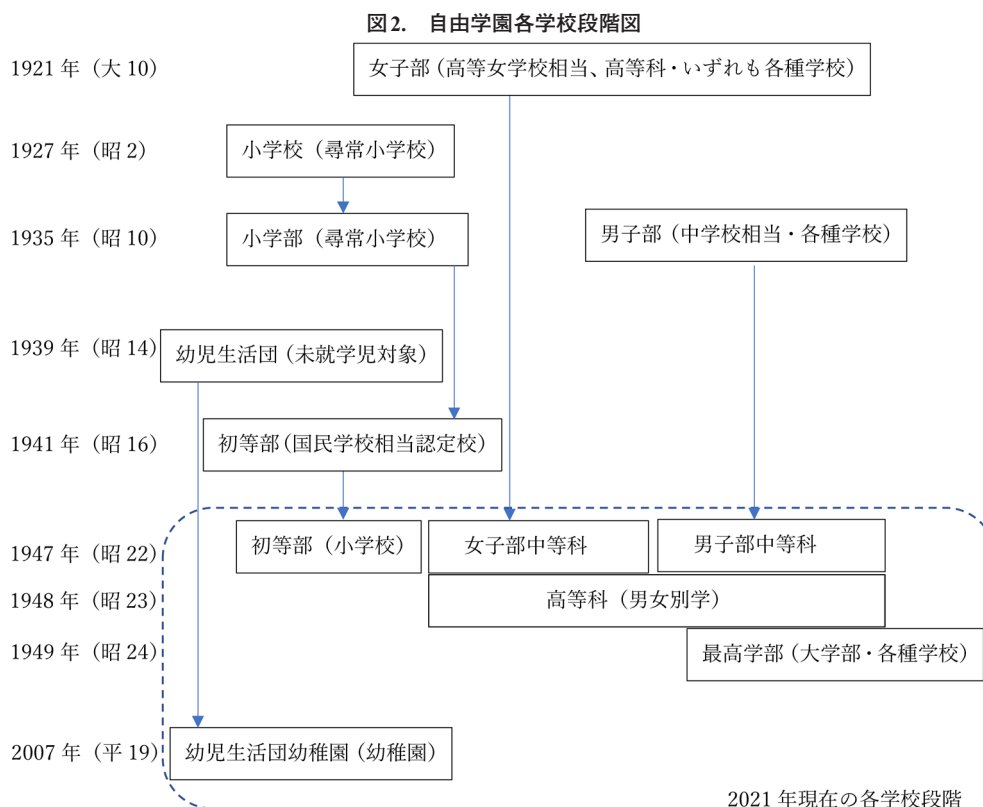 図2. 自由学園各学校段階図
1921 年（大 10） 女子部（高等女学校相当、高等科・いずれも各種学校）
1927 年（昭 2） 小学校（尋常小学校）
1935 年（昭 10） 小学部（尋常小学校） 男子部（中学校相当・各種学校）
1939 年（昭 14） 幼児生活団（未就学児対象）
1941 年（昭 16） 初等部（国民学校相当認定校）
1947 年（昭 22） 初等部（小学校） 女子部中等科 男子部中等科
1948 年（昭 23） 高等科（男女別学）
1949 年（昭 24） 最高学部（大学部・各種学校）
2007 年（平 19） 幼児生活団幼稚園（幼稚園）
2021 年現在の各学校段階